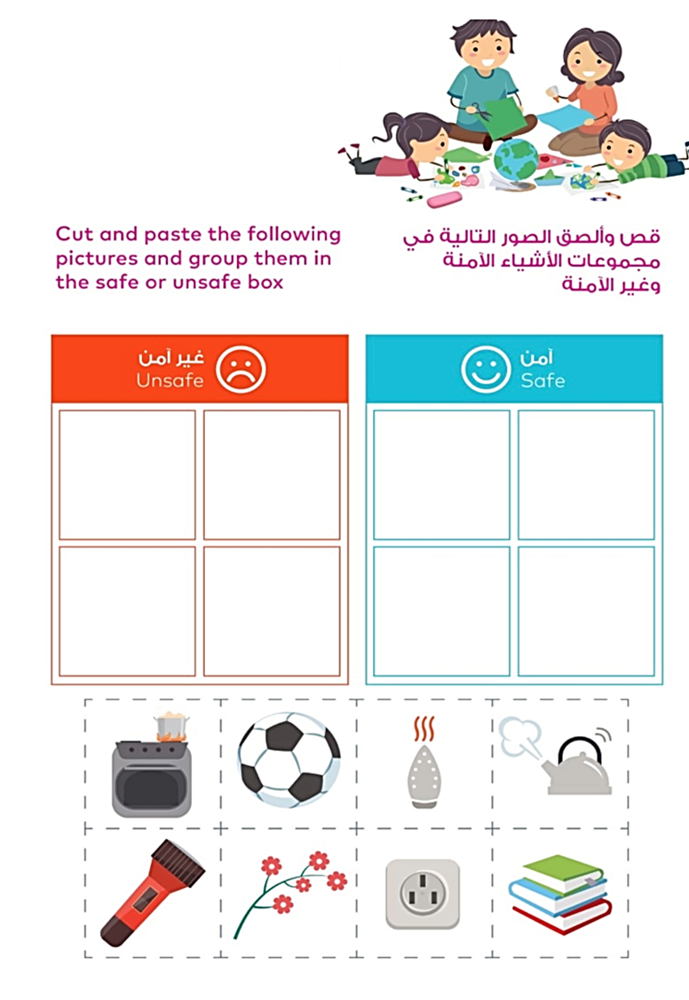 Cut and paste the following
pictures and group them in
the safe or unsafe box
قص وألصق الصور التالية في
مجموعات الأشياء الآمنة
وغير الآمنة
غير آمن
Unsafe
آمن
Safe